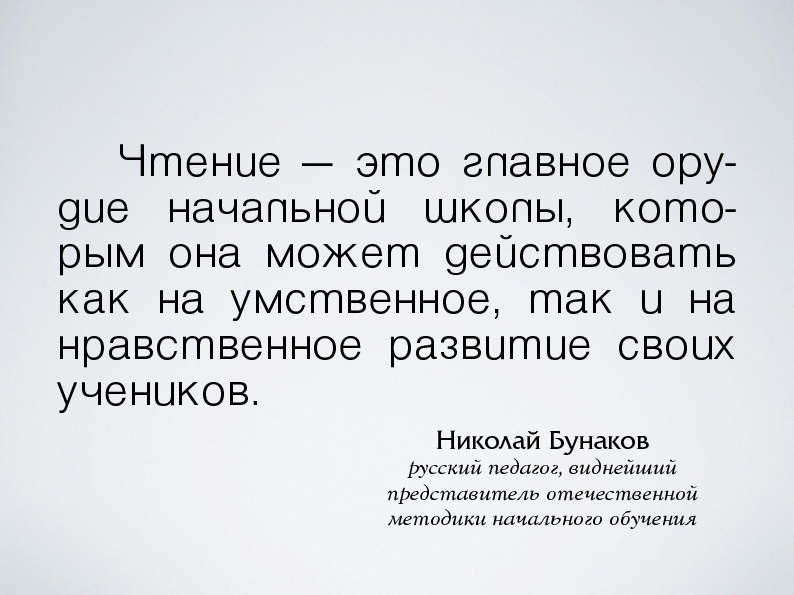 Чтение — это главное ору-
дие начальной школы, кото-
рым она может действовать
как на умственное, так и на
нравственное развитие своих
учеников.
Николай Бунаков
русский педагог, виднейший
представитель отечественной
методики начального обучения